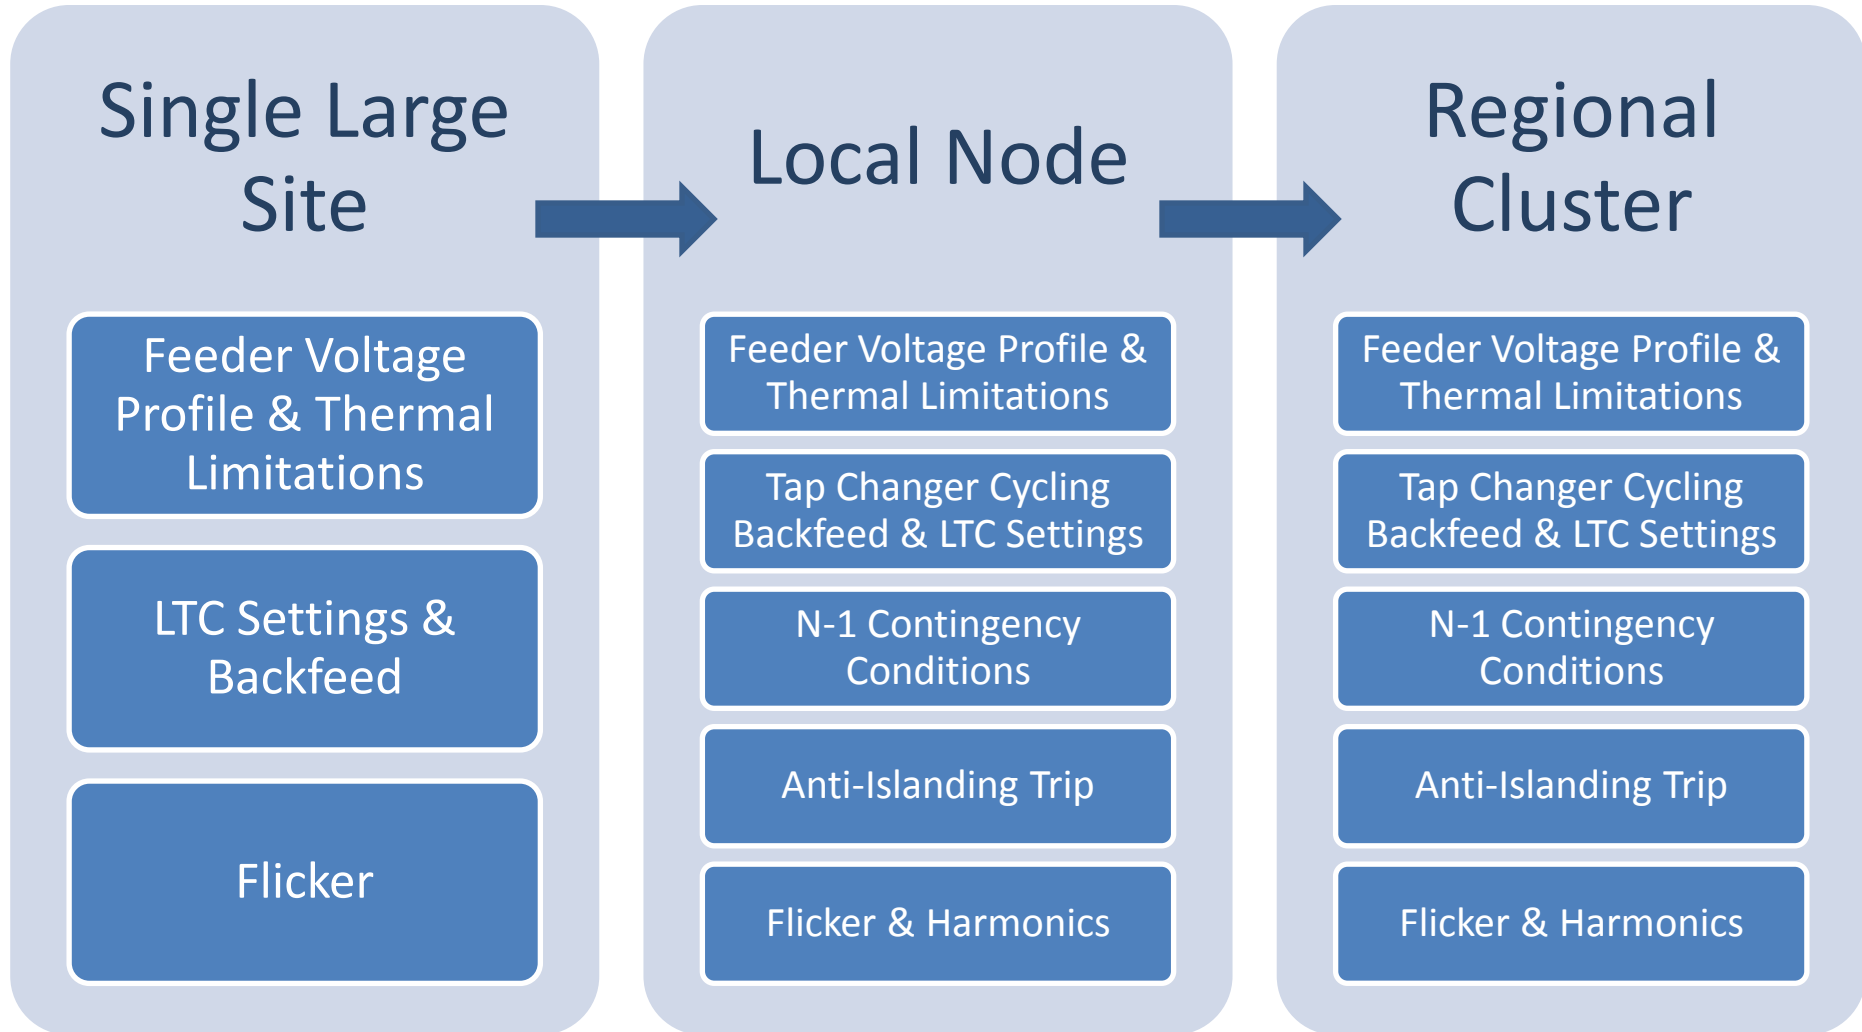 Single Large
Site
Feeder Voltage
Profile & Thermal
Limitations
LTC Settings &
Backfeed
Flicker
Local Node
Feeder Voltage Profile &
Thermal Limitations
Tap Changer Cycling
Backfeed & LTC Settings
N-1 Contingency
Conditions
Anti-Islanding Trip
Flicker & Harmonics
Regional
Cluster
Feeder Voltage Profile &
Thermal Limitations
Tap Changer Cycling
Backfeed & LTC Settings
N-1 Contingency
Conditions
Anti-Islanding Trip
Flicker & Harmonics